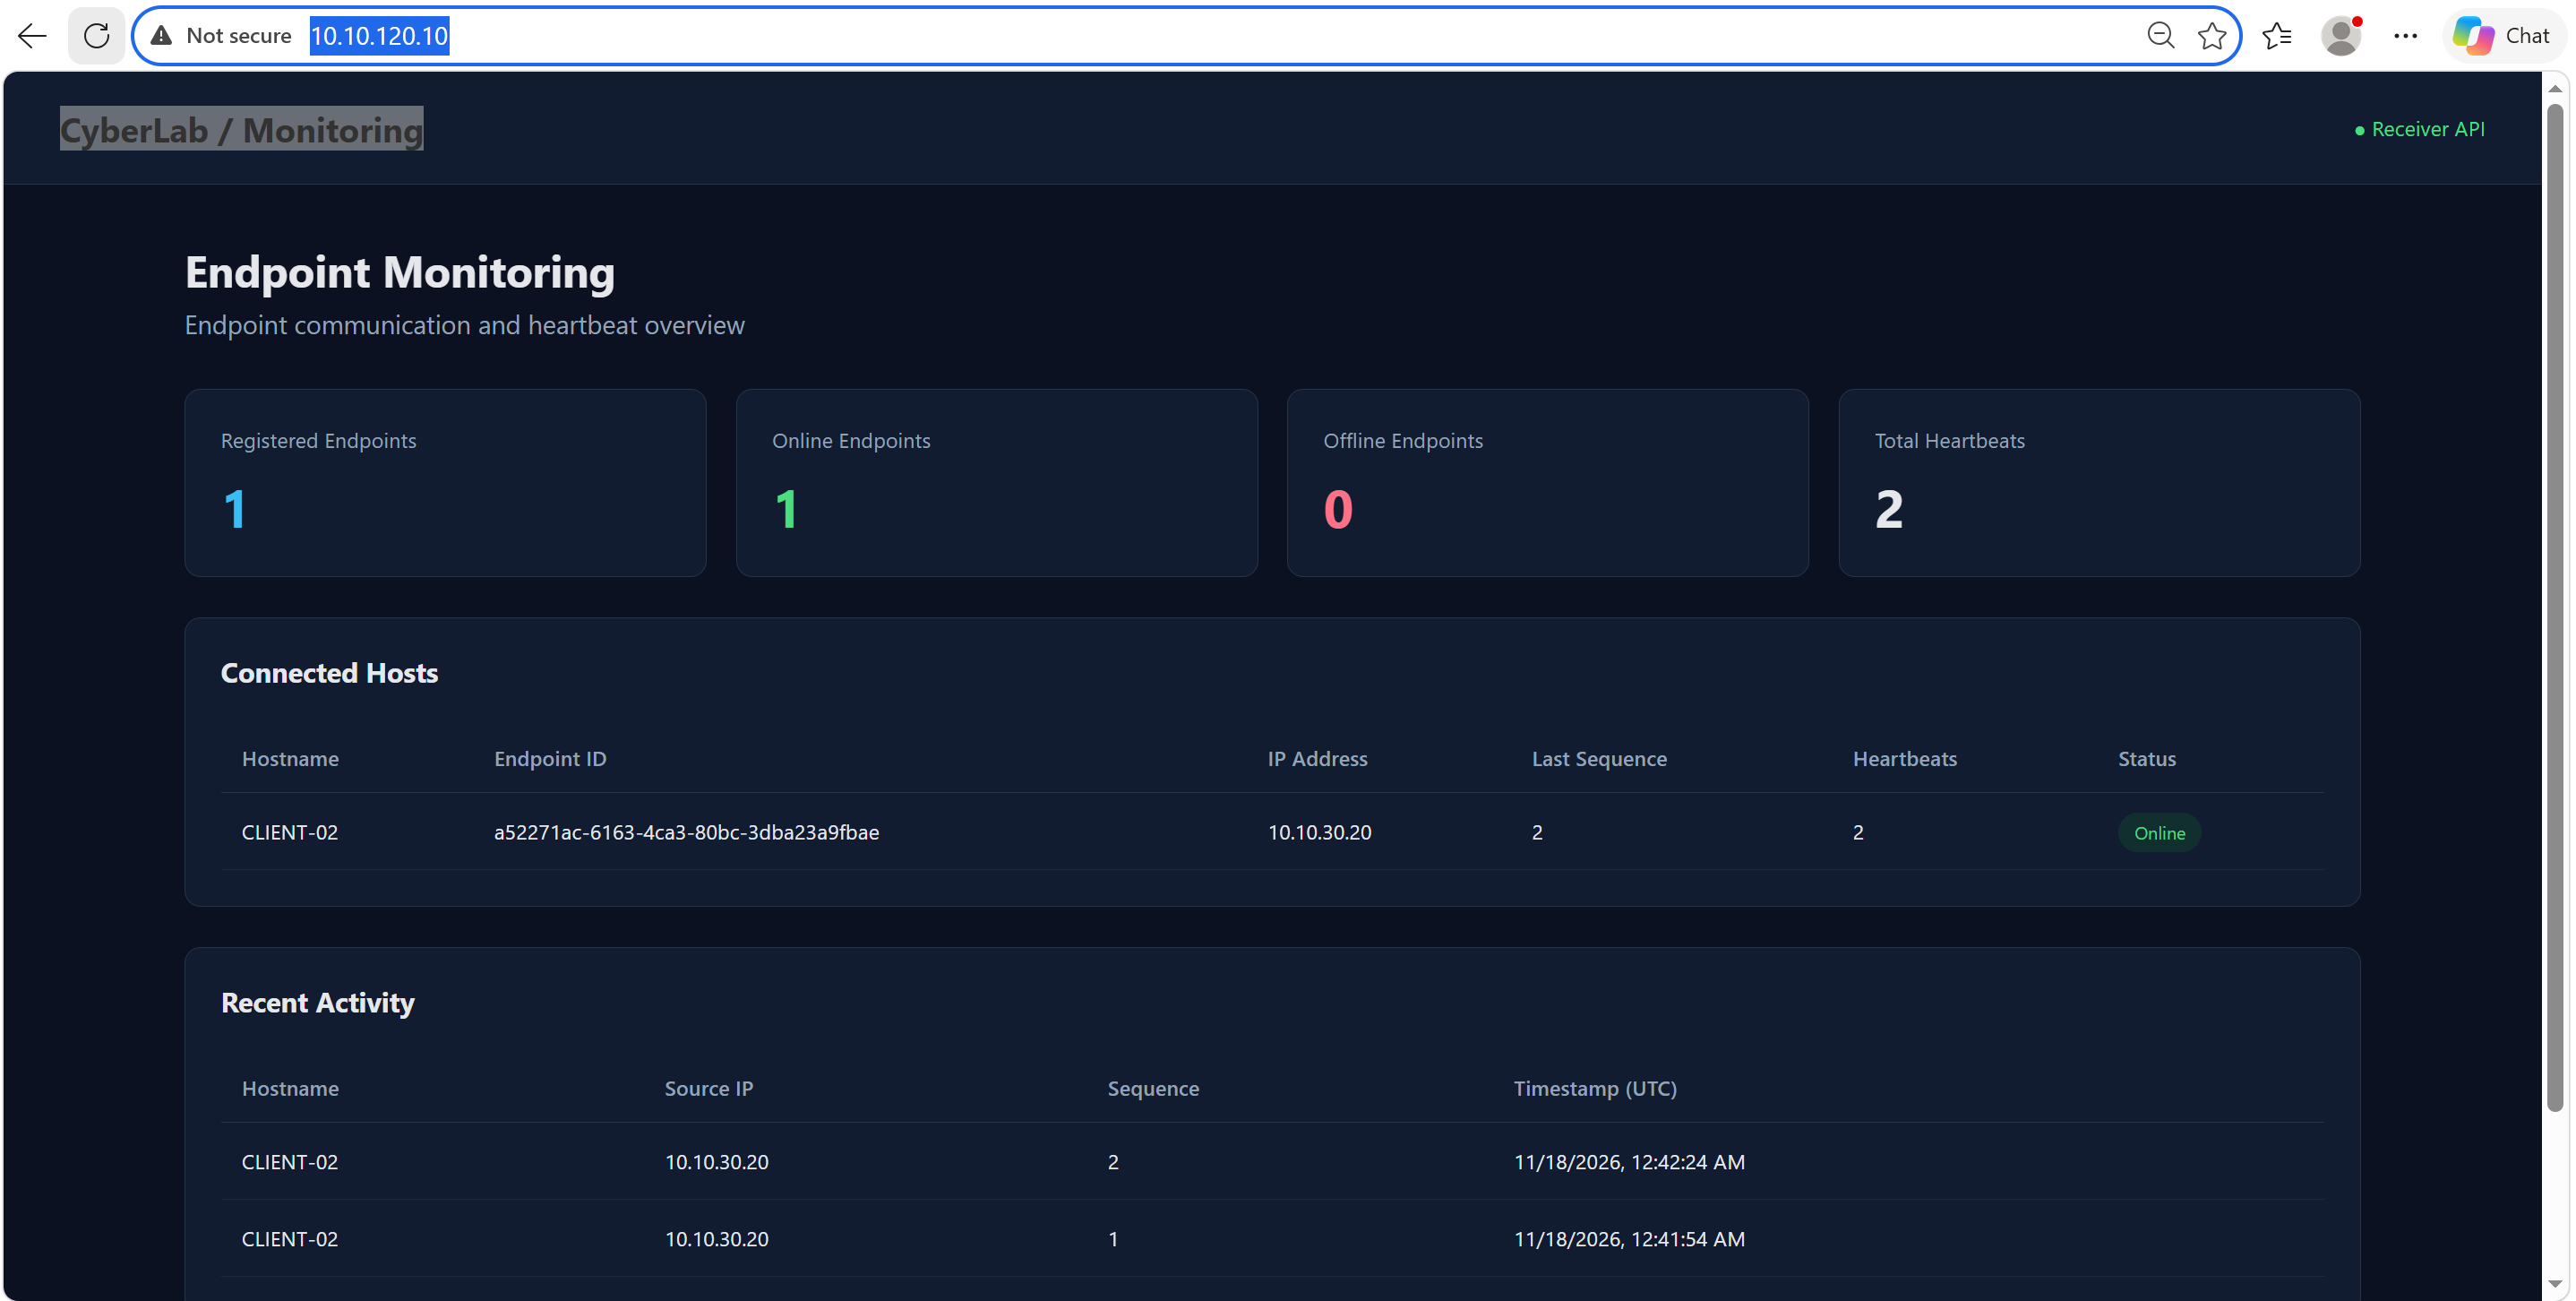 Not secure 10.10.120.10 Chat
CyberLab / Monitoring ● Receiver API
Endpoint Monitoring
Endpoint communication and heartbeat overview
Registered Endpoints Online Endpoints Offline Endpoints Total Heartbeats
1 1 0 2
Connected Hosts
Hostname Endpoint ID IP Address Last Sequence Heartbeats Status
CLIENT-02 a52271ac-6163-4ca3-80bc-3dba23a9fbae 10.10.30.20 2 2 Online
Recent Activity
Hostname Source IP Sequence Timestamp (UTC)
CLIENT-02 10.10.30.20 2 11/18/2026, 12:42:24 AM
CLIENT-02 10.10.30.20 1 11/18/2026, 12:41:54 AM